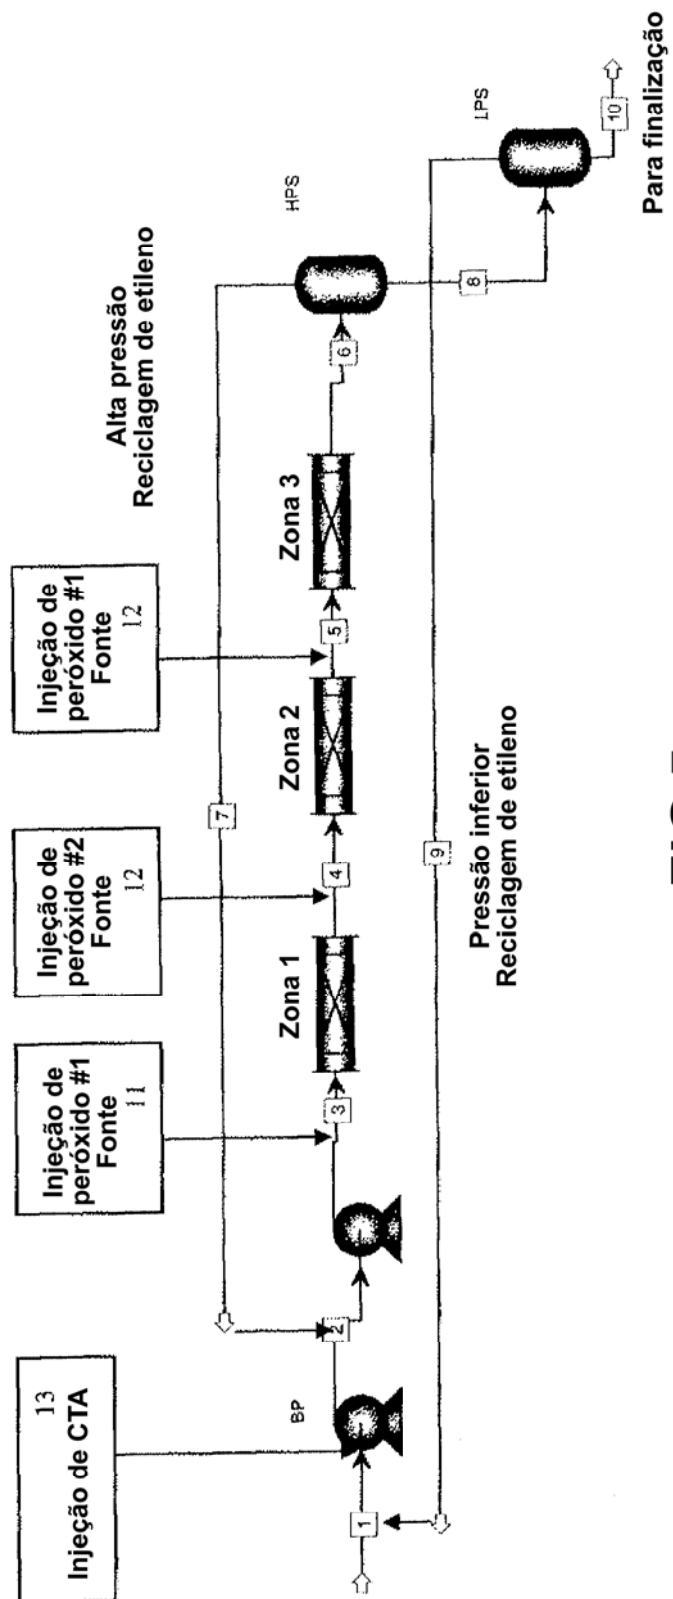 13
Injeção de CTA
Injeção de
peróxido #1
Fonte
11
Injeção de
peróxido #2
Fonte
12
Injeção de
peróxido #1
Fonte
12
Alta pressão
Reciclagem de etileno
7
BP
1
2
3
Zona 1
4
Zona 2
5
Zona 3
6
HPS
8
LPS
10
Para finalização
9
Pressão inferior
Reciclagem de etileno